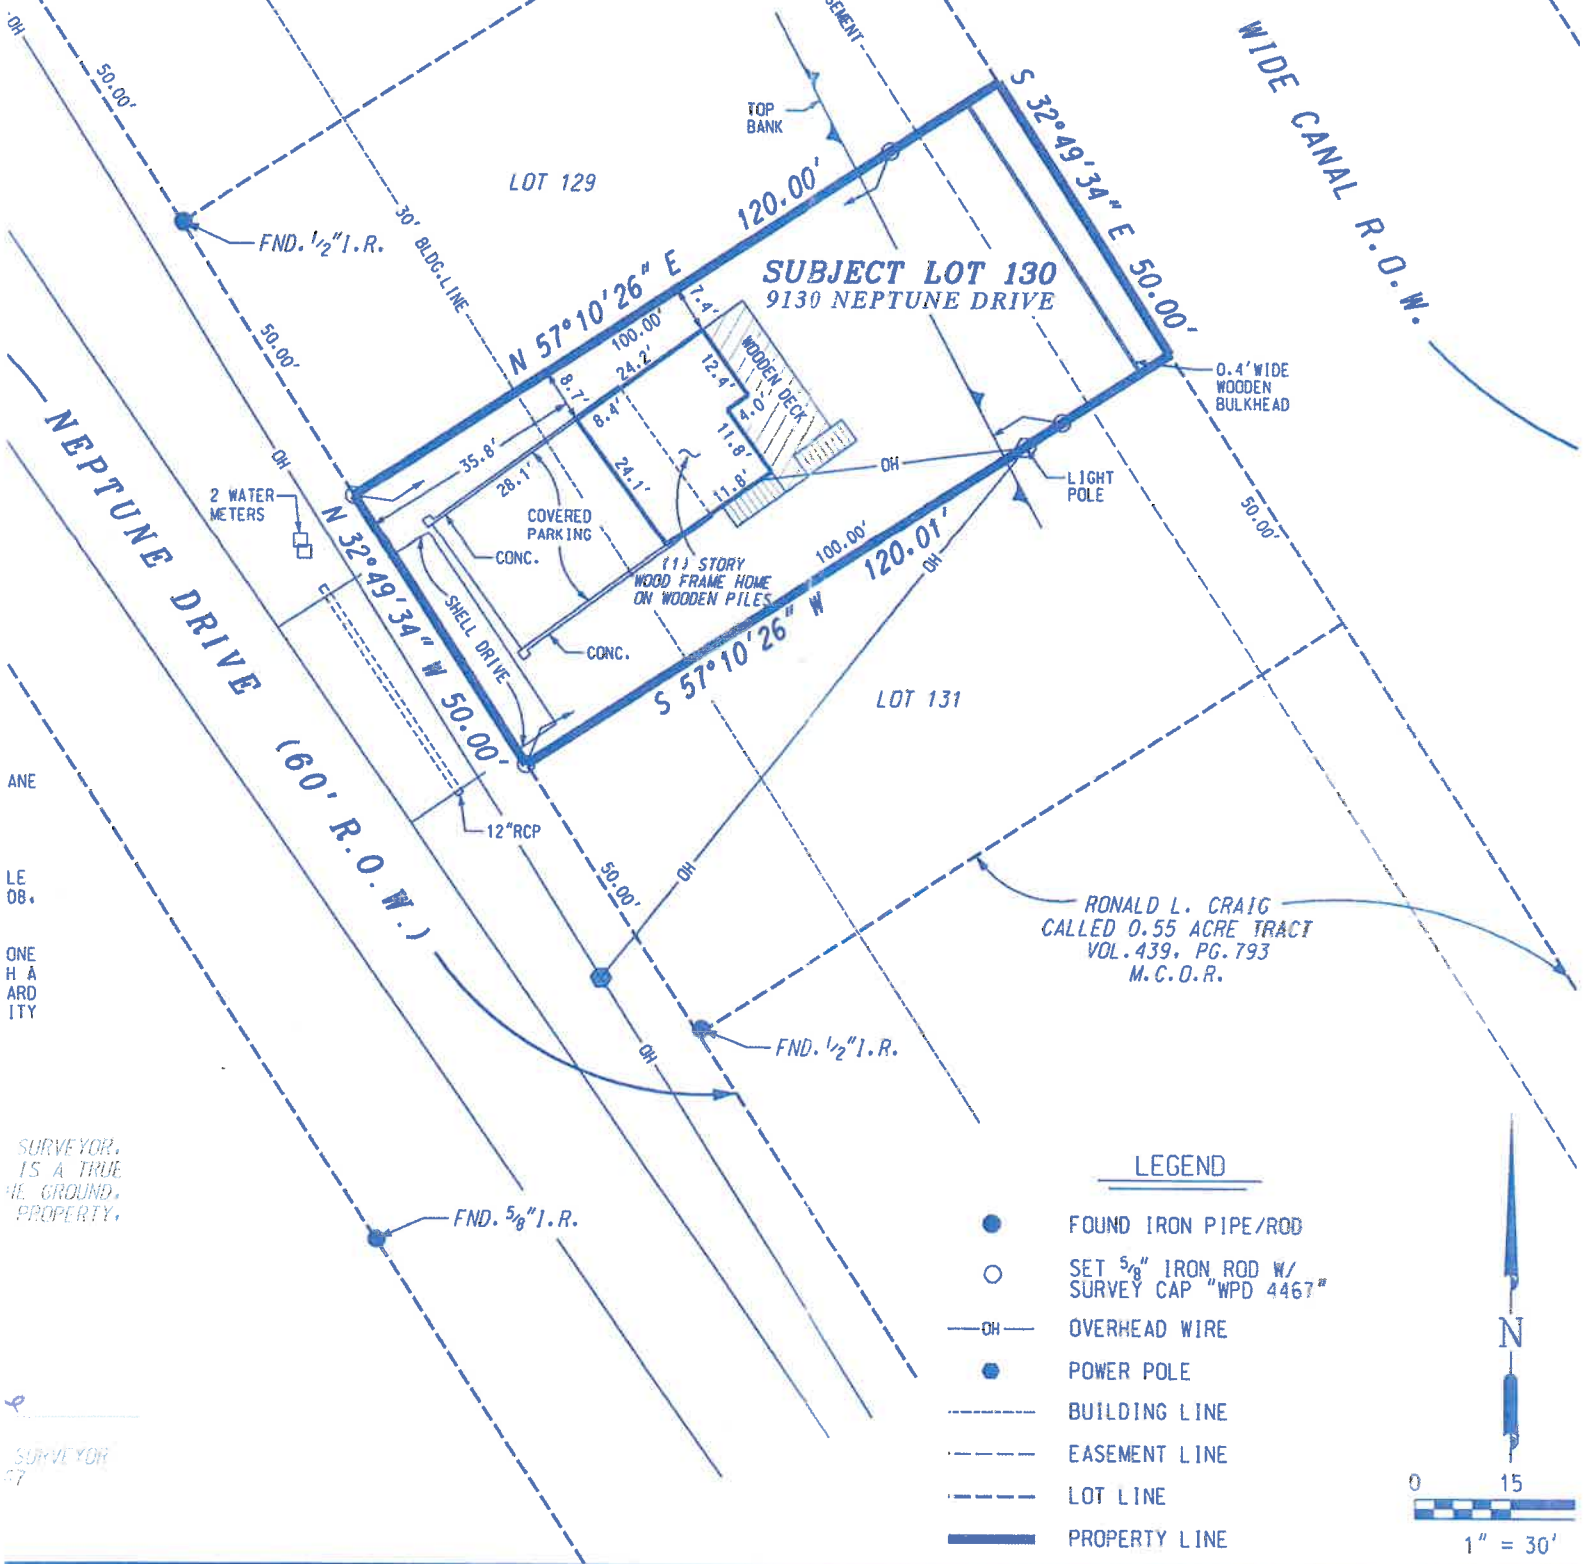 OH
50.00'
EASEMENT
WIDE CANAL R.O.W.
TOP
BANK
LOT 129
FND. 1/2" I.R.
30' BLDG.LINE
50.00'
OH
N 57°10'26" E 120.00'
100.00'
S 32°49'34" E 50.00'
SUBJECT LOT 130
9130 NEPTUNE DRIVE
7.4'
WOODEN DECK
12.4'
4.0'
11.8'
24.2'
8.7'
8.4'
24.1'
11.8'
35.8'
28.1'
COVERED
PARKING
CONC.
CONC.
(1) STORY
WOOD FRAME HOME
ON WOODEN PILES
SHELL DRIVE
0.4' WIDE
WOODEN
BULKHEAD
OH
LIGHT
POLE
50.00'
2 WATER
METERS
N 32°49'34" W 50.00'
NEPTUNE DRIVE (60' R.O.W.)
100.00'
S 57°10'26" W 120.01'
OH
LOT 131
12"RCP
50.00'
OH
RONALD L. CRAIG
CALLED 0.55 ACRE TRACT
VOL.439, PG.793
M.C.O.R.
FND. 1/2" I.R.
OH
FND. 5/8" I.R.
ANE
LE
OB.
ONE
H A
ARD
ITY
SURVEYOR,
IS A TRUE
HE GROUND,
PROPERTY,
SURVEYOR
LEGEND
FOUND IRON PIPE/ROD
SET 5/8" IRON ROD W/
SURVEY CAP "WPD 4467"
OH OVERHEAD WIRE
POWER POLE
BUILDING LINE
EASEMENT LINE
LOT LINE
PROPERTY LINE
N
0 15
1" = 30'